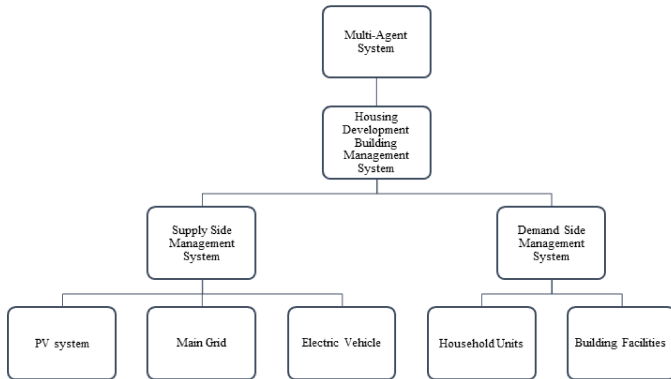 Multi-Agent
System
Housing
Development
Building
Management
System
Supply Side
Management
System
Demand Side
Management
System
PV system
Main Grid
Electric Vehicle
Household Units
Building Facilities